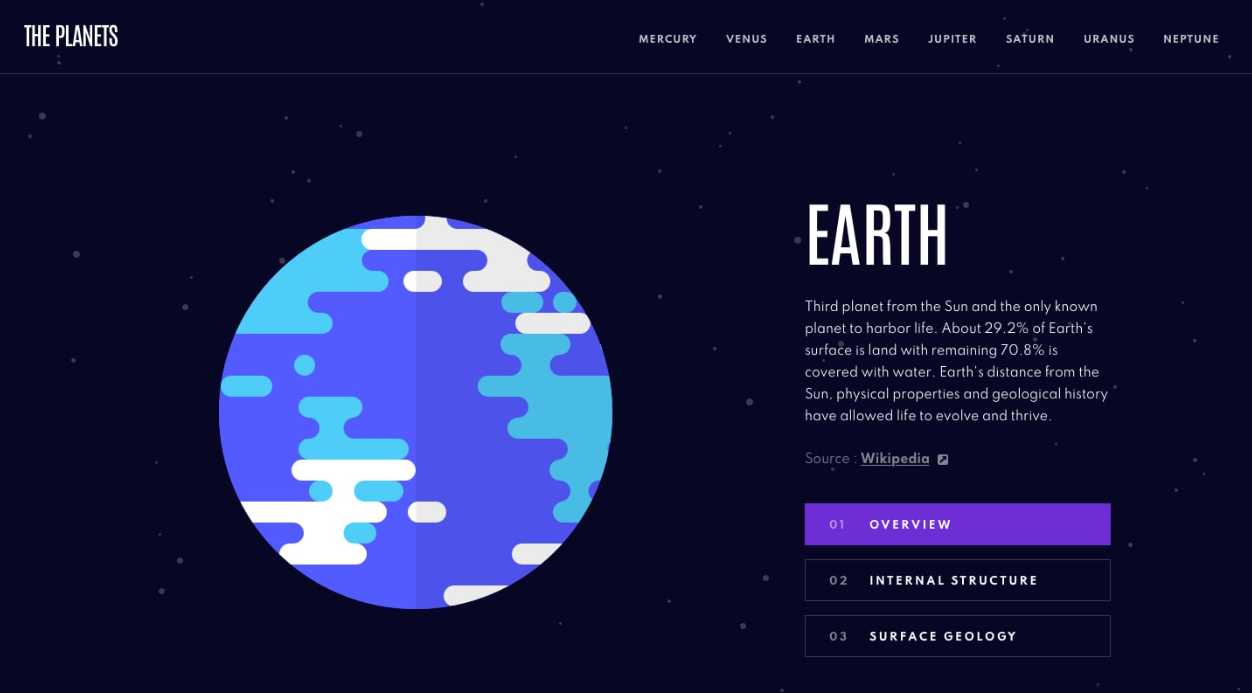 THE PLANETS
MERCURY VENUS EARTH MARS JUPITER SATURN URANUS NEPTUNE
EARTH
Third planet from the Sun and the only known
planet to harbor life. About 29.2% of Earth's
surface is land with remaining 70.8% is
covered with water. Earth's distance from the
Sun, physical properties and geological history
have allowed life to evolve and thrive.
Source : Wikipedia
01 OVERVIEW
02 INTERNAL STRUCTURE
03 SURFACE GEOLOGY